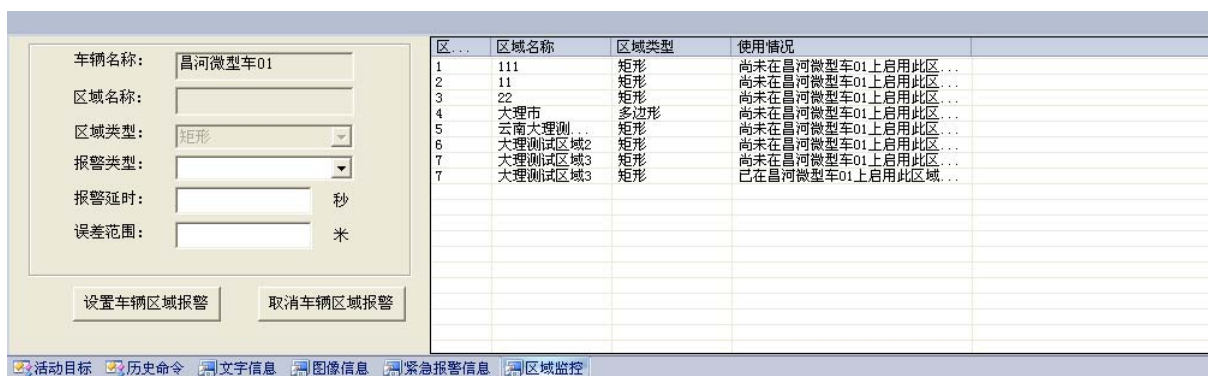 车辆名称： 昌河微型车01
区域名称：
区域类型： 矩形
报警类型：
报警延时： 秒
误差范围： 米
设置车辆区域报警 取消车辆区域报警
区... 区域名称 区域类型 使用情况
1 111 矩形 尚未在昌河微型车01上启用此区...
2 11 矩形 尚未在昌河微型车01上启用此区...
3 22 矩形 尚未在昌河微型车01上启用此区...
4 大理市 多边形 尚未在昌河微型车01上启用此区...
5 云南大理测... 矩形 尚未在昌河微型车01上启用此区...
6 大理测试区域2 矩形 尚未在昌河微型车01上启用此区...
7 大理测试区域3 矩形 尚未在昌河微型车01上启用此区...
7 大理测试区域3 矩形 已在昌河微型车01上启用此区域...
活动目标 历史命令 文字信息 图像信息 紧急报警信息 区域监控